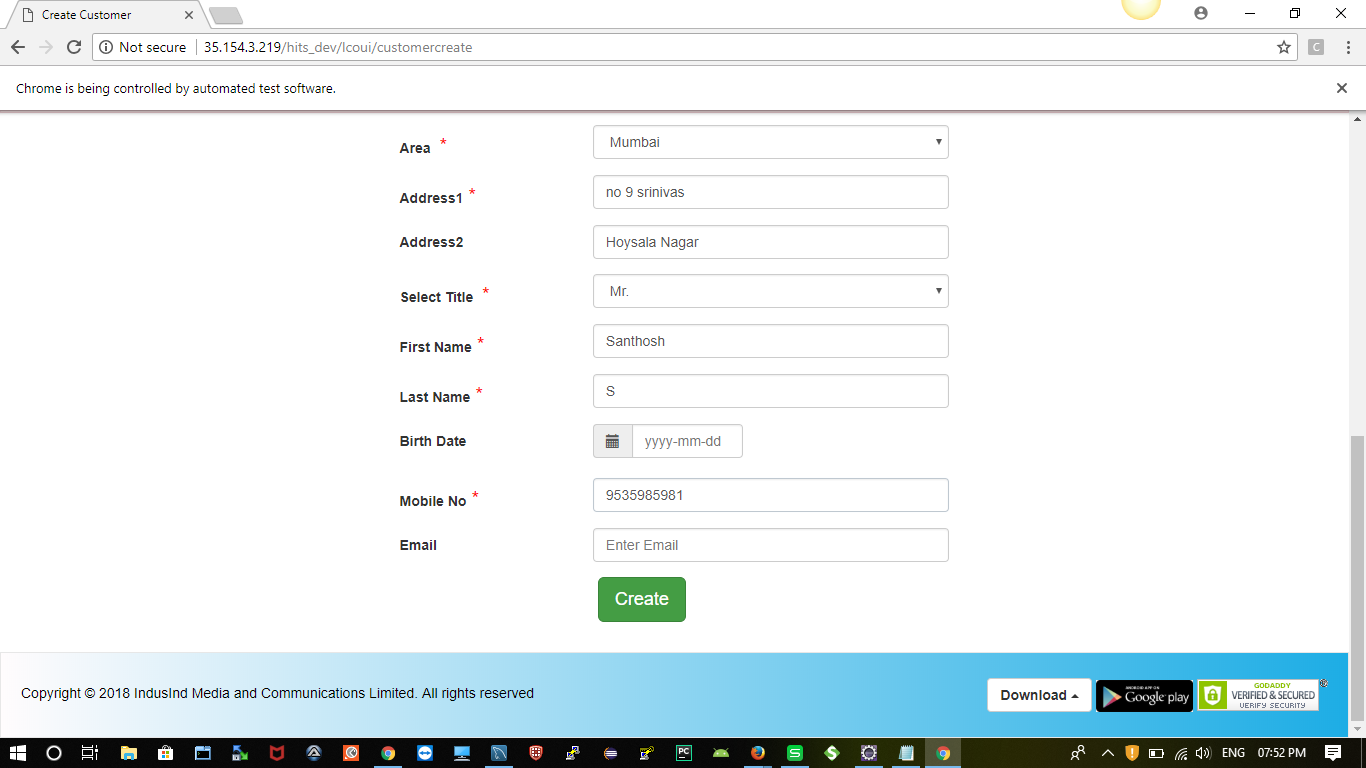 Create Customer
Not secure 35.154.3.219/hits_dev/lcoui/customercreate
C
Chrome is being controlled by automated test software.
Area * Mumbai
Address1 * no 9 srinivas
Address2 Hoysala Nagar
Select Title * Mr.
First Name * Santhosh
Last Name * S
Birth Date yyyy-mm-dd
Mobile No * 9535985981
Email Enter Email
Create
Copyright © 2018 IndusInd Media and Communications Limited. All rights reserved
Download
ANDROID APP ON
Google play
GODADDY
VERIFIED & SECURED
VERIFY SECURITY
PC
S
S
ENG 07:52 PM